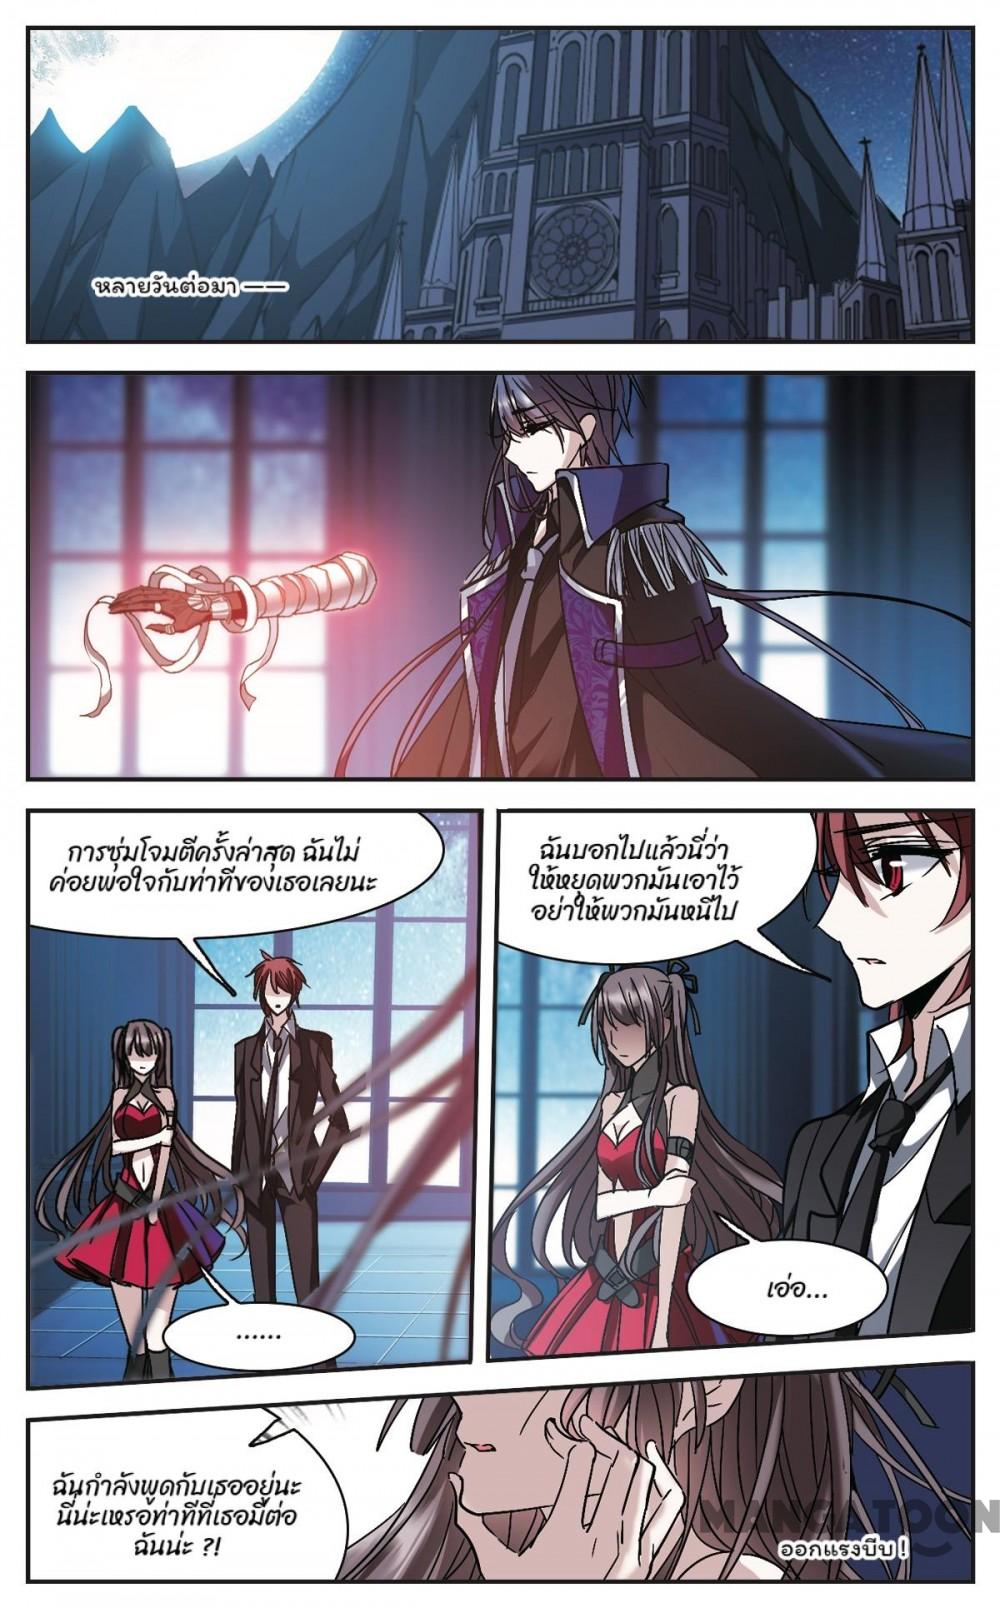 หลายวันต่อมา ——
การซุ่มโจมตีครั้งล่าสุด ฉันไม่
ค่อยพอใจกับท่าทีของเธอเลยนะ
......
ฉันบอกไปแล้วนี่ว่า
ให้หยุดพวกมันเอาไว้
อย่าให้พวกมันหนีไป
เอ่อ...
ฉันกำลังพูดกับเธออยู่นะ
นี่น่ะเหรอท่าทีที่เธอมีต่อ
ฉันน่ะ ?!
ออกแรงบีบ !
MANGATOON